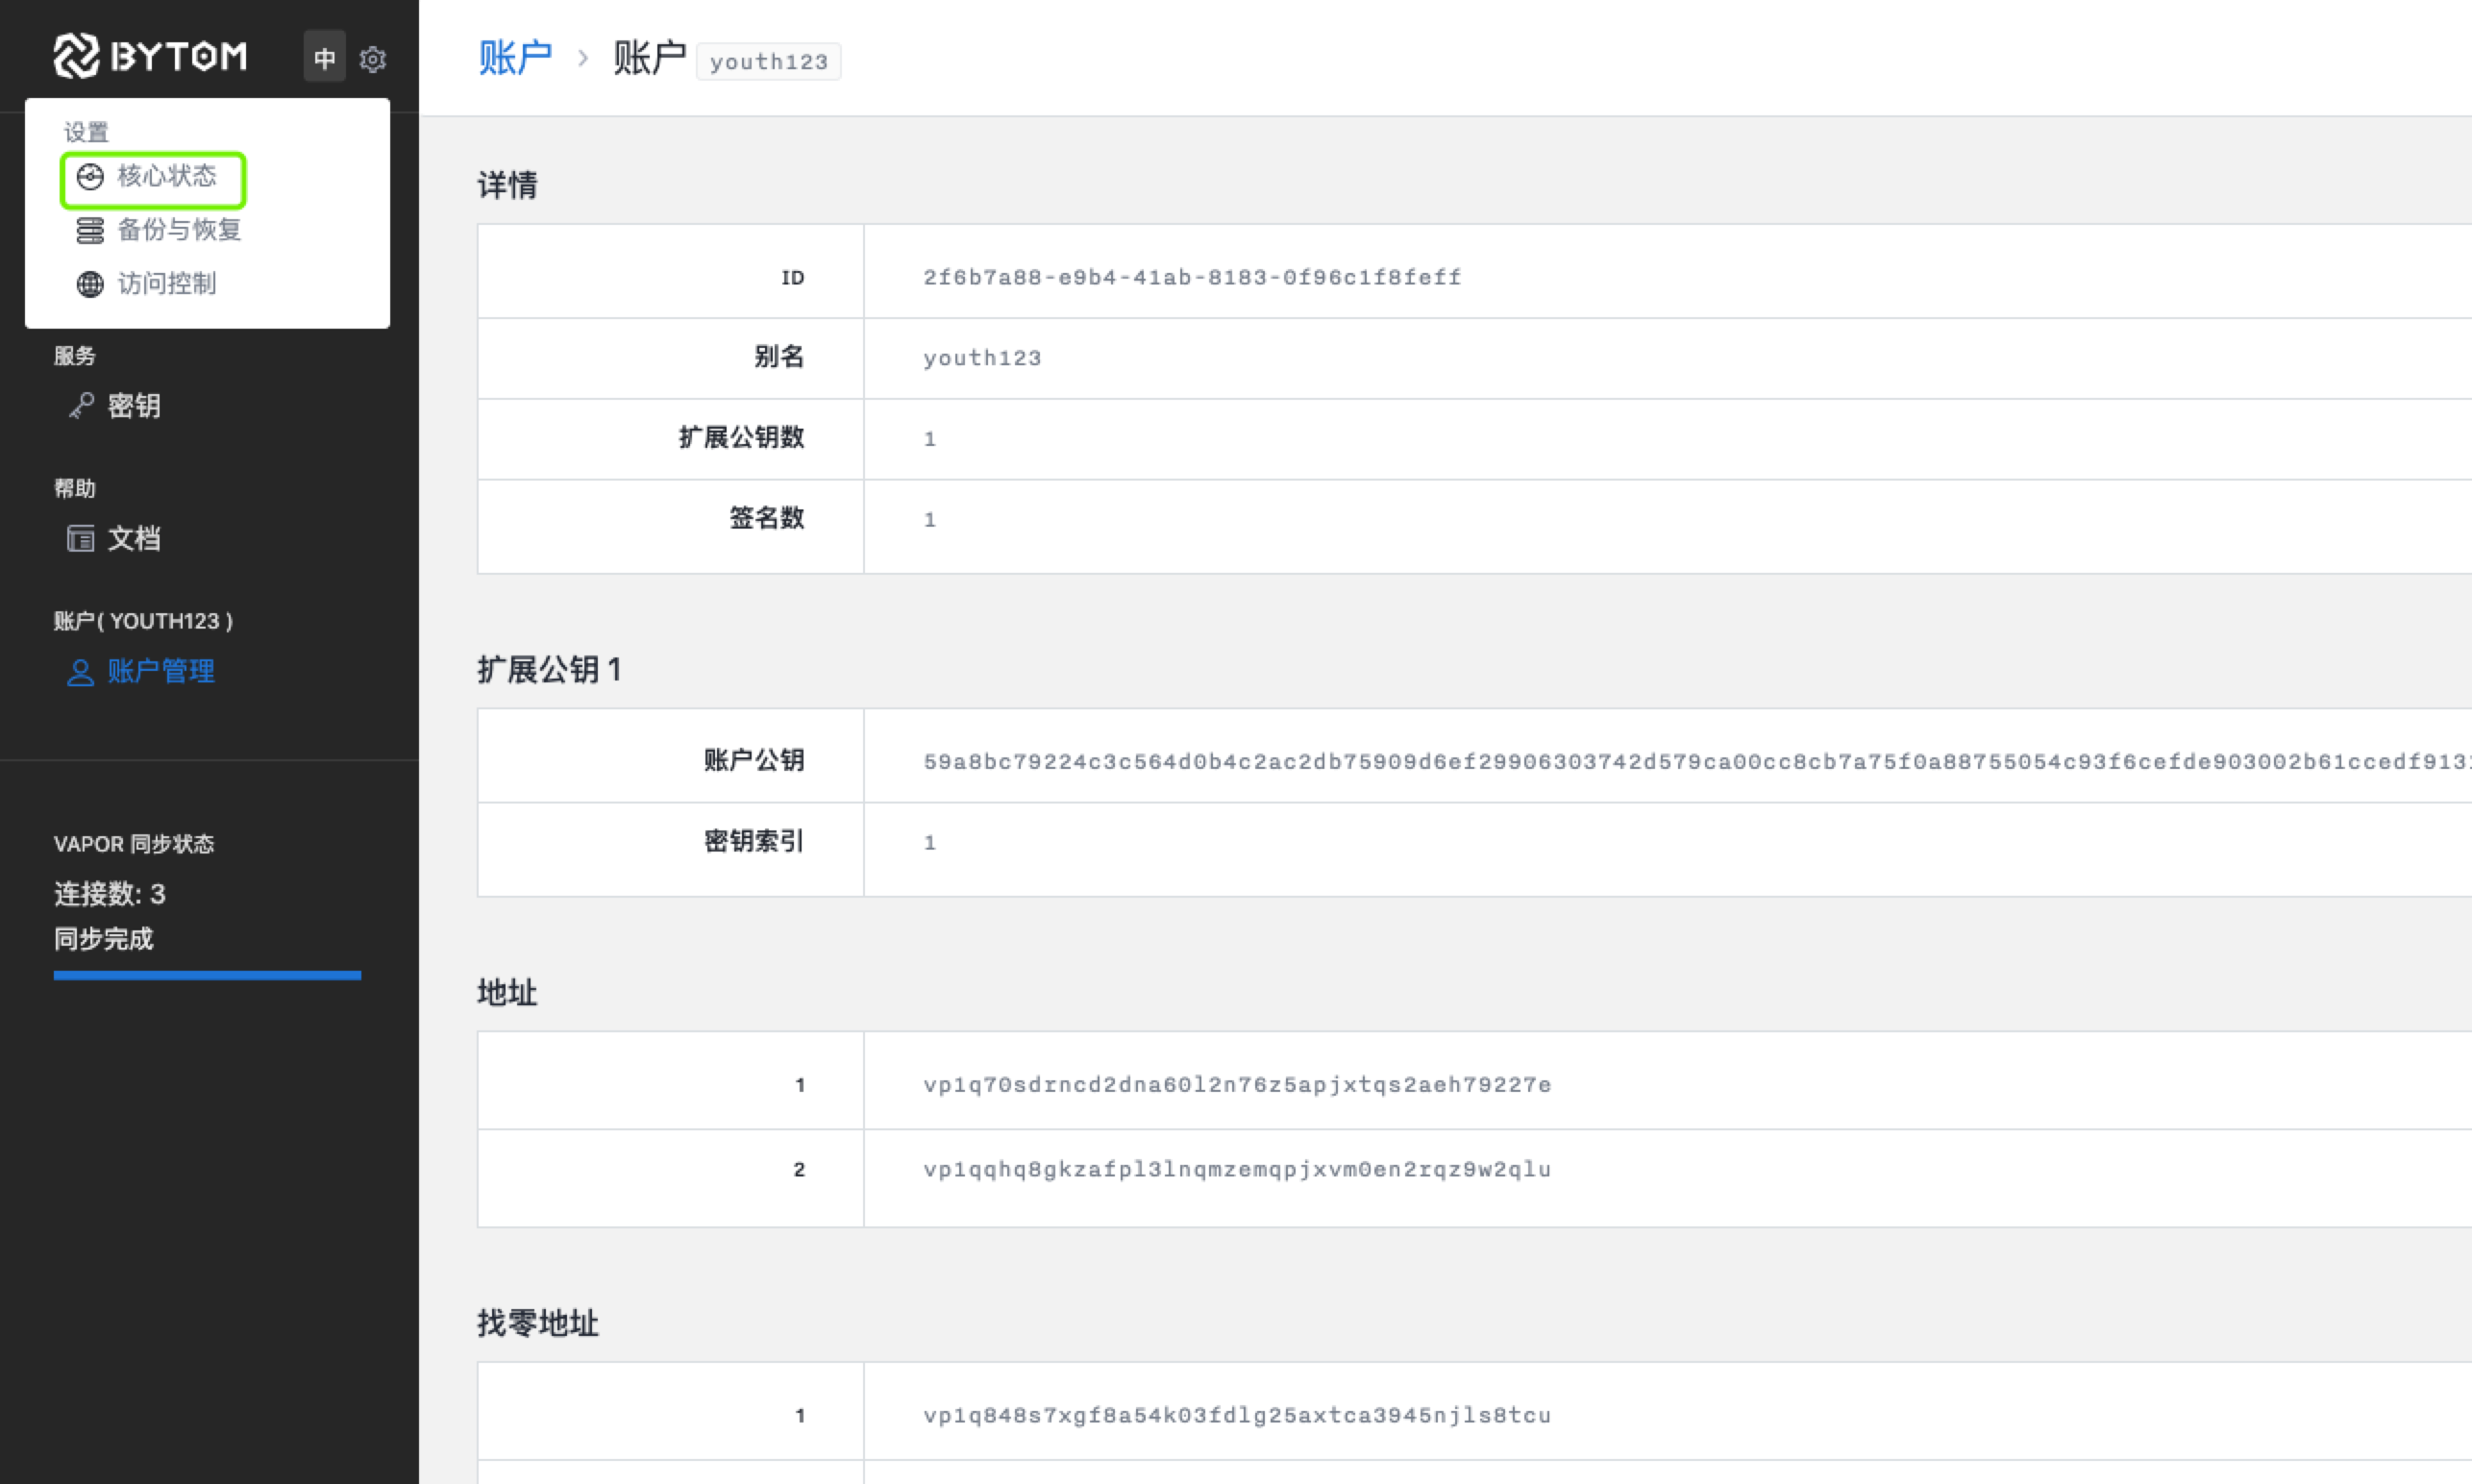 BYTOM 中
设置
核心状态
备份与恢复
访问控制
服务
密钥
帮助
文档
账户( YOUTH123 )
账户管理
VAPOR 同步状态
连接数: 3
同步完成
账户 › 账户 youth123
详情
ID 2f6b7a88-e9b4-41ab-8183-0f96c1f8feff
别名 youth123
扩展公钥数 1
签名数 1
扩展公钥 1
账户公钥 59a8bc79224c3c564d0b4c2ac2db75909d6ef29906303742d579ca00cc8cb7a75f0a88755054c93f6cefde903002b61ccedf913
密钥索引 1
地址
1 vp1q70sdrncd2dna60l2n76z5apjxtqs2aeh79227e
2 vp1qqhq8gkzafpl3lnqmzemqpjxvm0en2rqz9w2qlu
找零地址
1 vp1q848s7xgf8a54k03fdlg25axtca3945njls8tcu